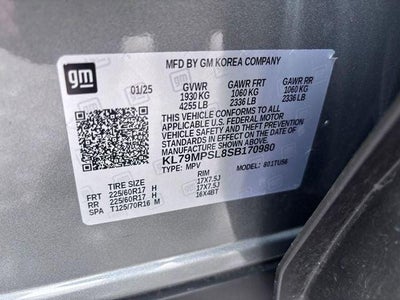 gm
MFD BY GM KOREA COMPANY
01/25 GVWR GAWR FRT GAWR RR
1930 KG 1060 KG 1060 KG
4255 LB 2336 LB 2336 LB
THIS VEHICLE CONFORMS TO ALL
APPLICABLE U.S. FEDERAL MOTOR
VEHICLE SAFETY AND THEFT PREVENTION
STANDARDS IN EFFECT ON THE DATE OF
MANUFACTURE SHOWN ABOVE.
KL79MPSL8SB170980
TYPE: MPV MODEL:
TIRE SIZE RIM
FRT 225/60R17 H 17X7.5J
RR 225/60R17 H 17X7.5J
SPA T125/70R16 M 16X4BT